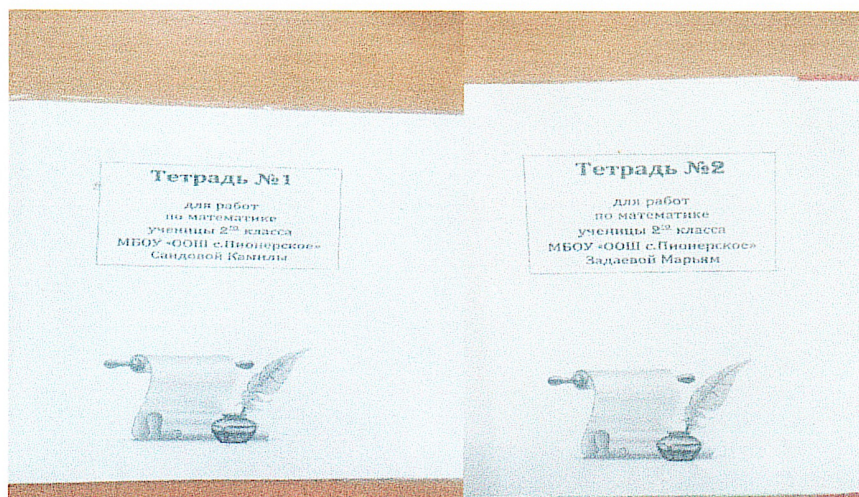 Тетрадь №1
для работ
по математике
ученицы 2го класса
МБОУ «ООШ с.Пионерское»
Саидовой Камилы
Тетрадь №2
для работ
по математике
ученицы 2го класса
МБОУ «ООШ с.Пионерское»
Задаевой Марьям